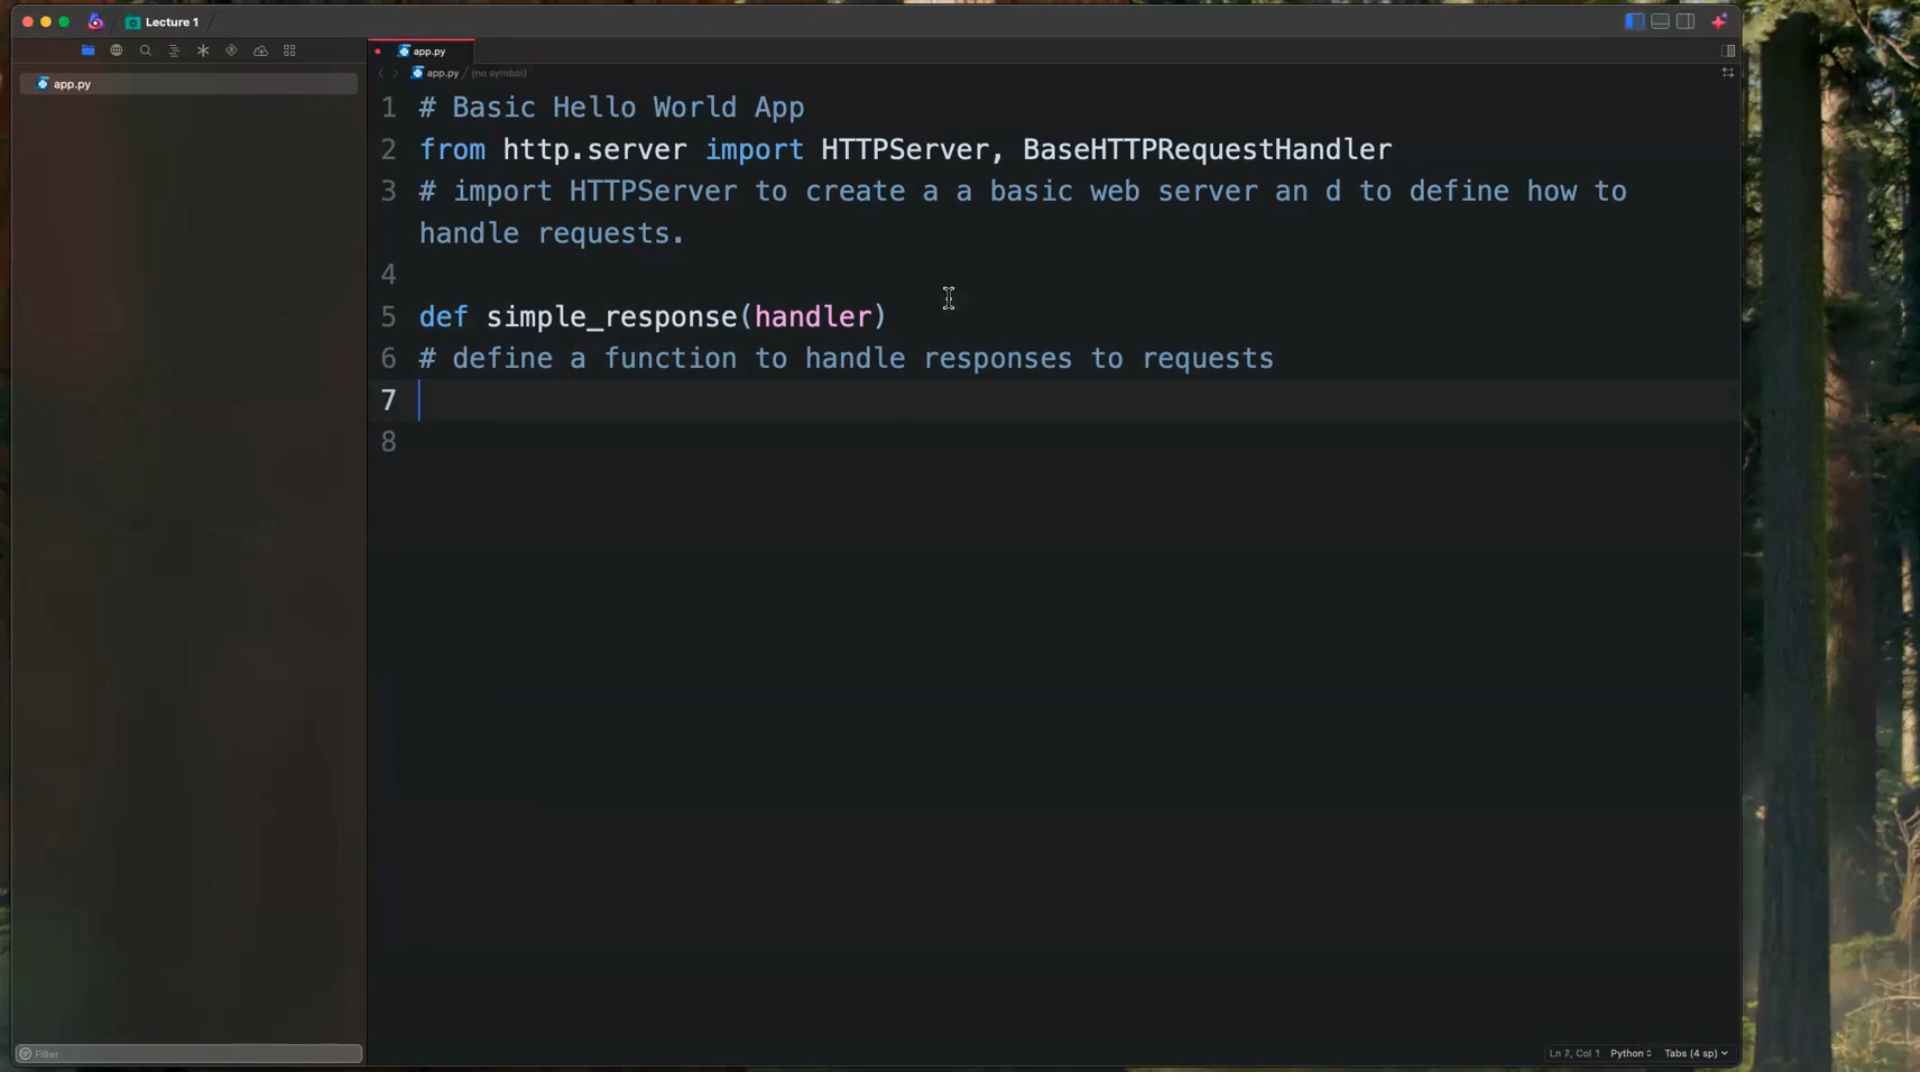 Lecture 1
app.py
app.py
app.py / (no symbol)
1 # Basic Hello World App
2 from http.server import HTTPServer, BaseHTTPRequestHandler
3 # import HTTPServer to create a a basic web server an d to define how to
handle requests.
4
5 def simple_response(handler)
6 # define a function to handle responses to requests
7
8
Filter
Ln 7, Col 1 Python Tabs (4 sp)